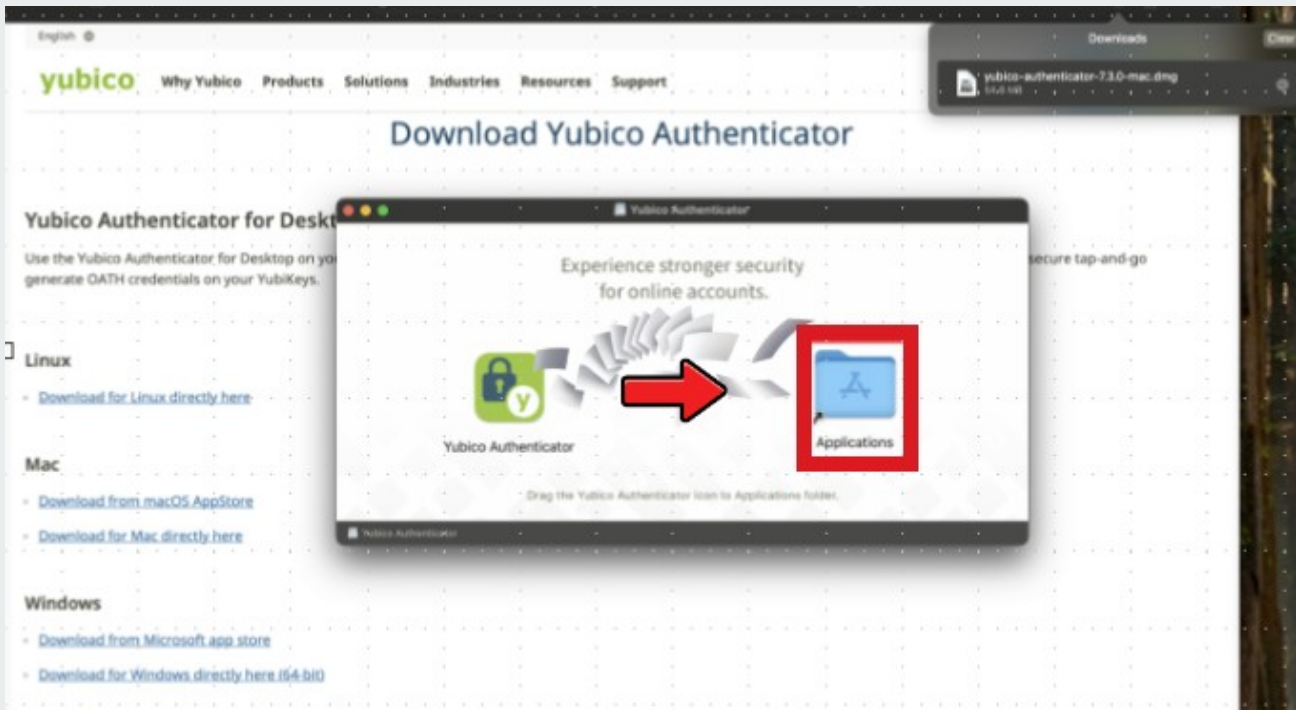 English
Downloads
Clear
yubico Why Yubico Products Solutions Industries Resources Support
yubico-authenticator-7.3.0-mac.dmg
Download Yubico Authenticator
Yubico Authenticator
Yubico Authenticator for Deskt
Use the Yubico Authenticator for Desktop on yo
secure tap-and-go
generate OATH credentials on your YubiKeys.
Experience stronger security
for online accounts.
Linux
Download for Linux directly here
y
Yubico Authenticator
Applications
Mac
Download from macOS AppStore
Download for Mac directly here
Drag the Yubico Authenticator icon to Applications folder.
Yubico Authenticator
Windows
Download from Microsoft app store
Download for Windows directly here (64-bit)